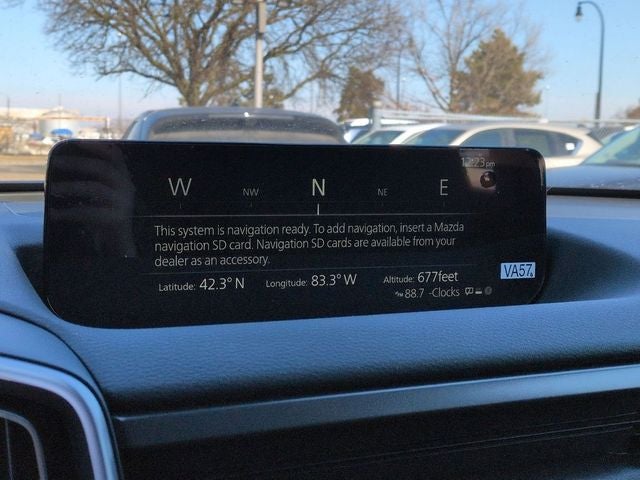 12:23pm
W NW N NE E
This system is navigation ready. To add navigation, insert a Mazda
navigation SD card. Navigation SD cards are available from your
dealer as an accessory.
Latitude: 42.3° N Longitude: 83.3° W Altitude: 677feet
VA57
88.7 -Clocks